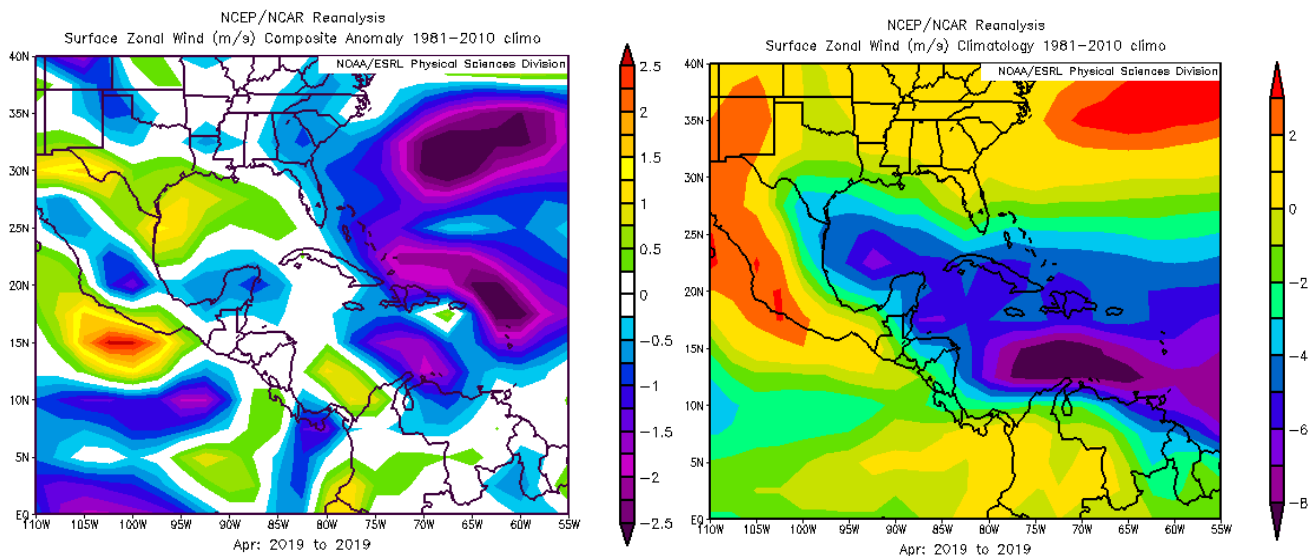 NCEP/NCAR Reanalysis
Surface Zonal Wind (m/s) Composite Anomaly 1981-2010 climo
NOAA/ESRL Physical Sciences Division
40N
35N
30N
25N
20N
15N
10N
5N
EQ
110W 105W 100W 95W 90W 85W 80W 75W 70W 65W 60W 55W
Apr: 2019 to 2019
2.5
2
1.5
1
0.5
0
-0.5
-1
-1.5
-2
-2.5
NCEP/NCAR Reanalysis
Surface Zonal Wind (m/s) Climatology 1981-2010 climo
NOAA/ESRL Physical Sciences Division
40N
35N
30N
25N
20N
15N
10N
5N
EQ
110W 105W 100W 95W 90W 85W 80W 75W 70W 65W 60W 55W
Apr: 2019 to 2019
2
0
-2
-4
-6
-8